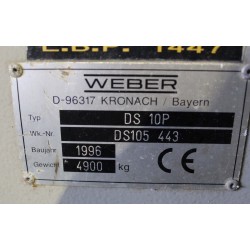 E.B.P. 1447
WEBER
D-96317 KRONACH / Bayern
Typ DS 10P
Wk.-Nr. DS105 443
Baujahr 1996
Gewicht 4900 kg CE